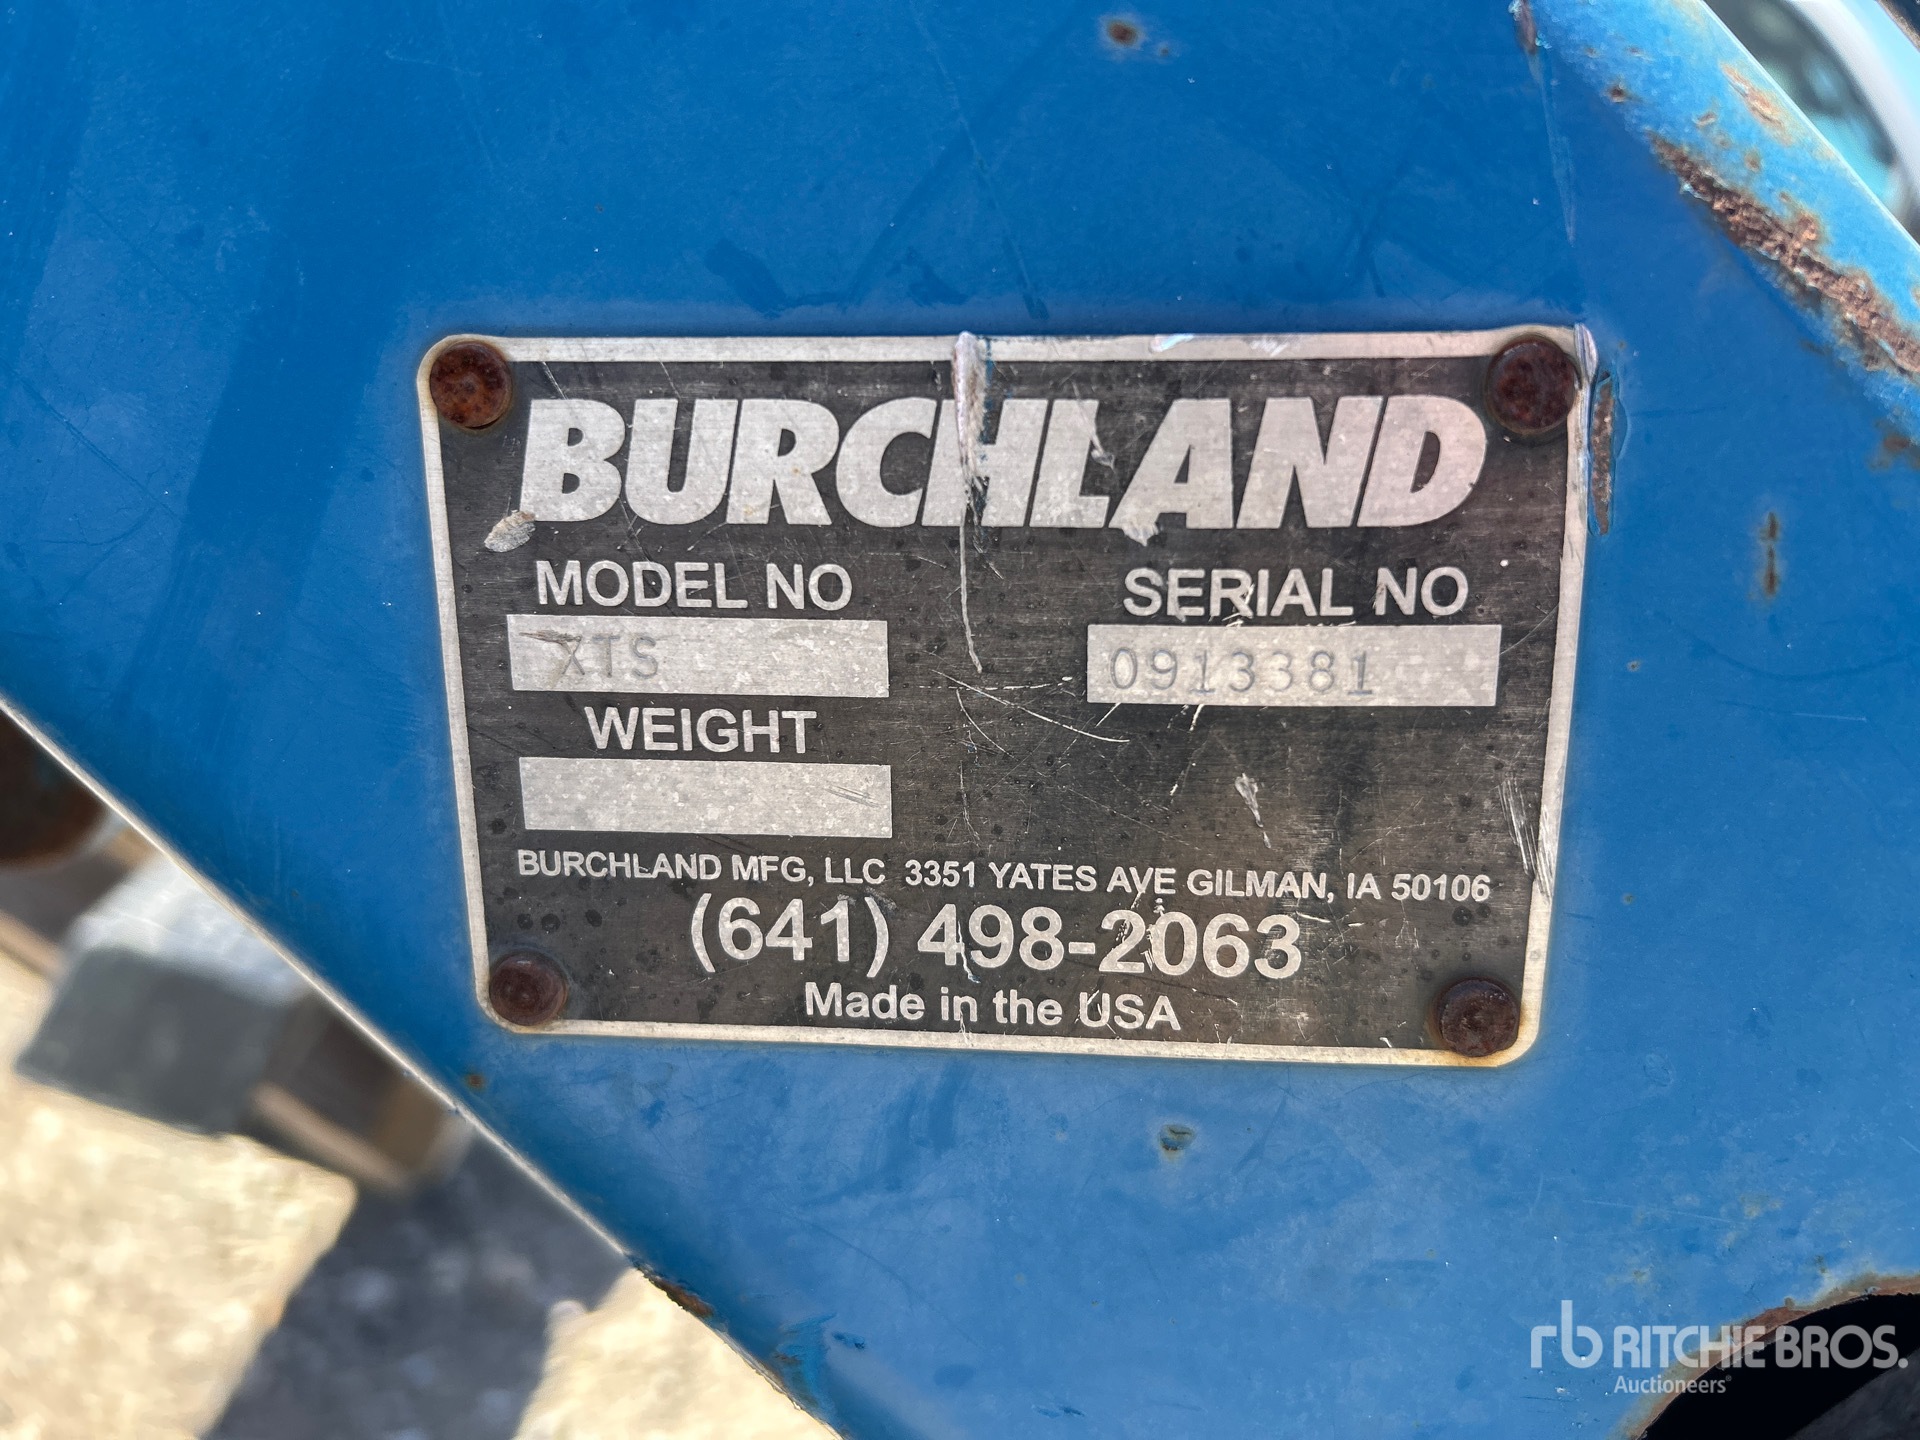 BURCHLAND
MODEL NO SERIAL NO
XTS 0913381
WEIGHT
BURCHLAND MFG, LLC 3351 YATES AVE GILMAN, IA 50106
(641) 498-2063
Made in the USA
rb RITCHIE BROS.
Auctioneers